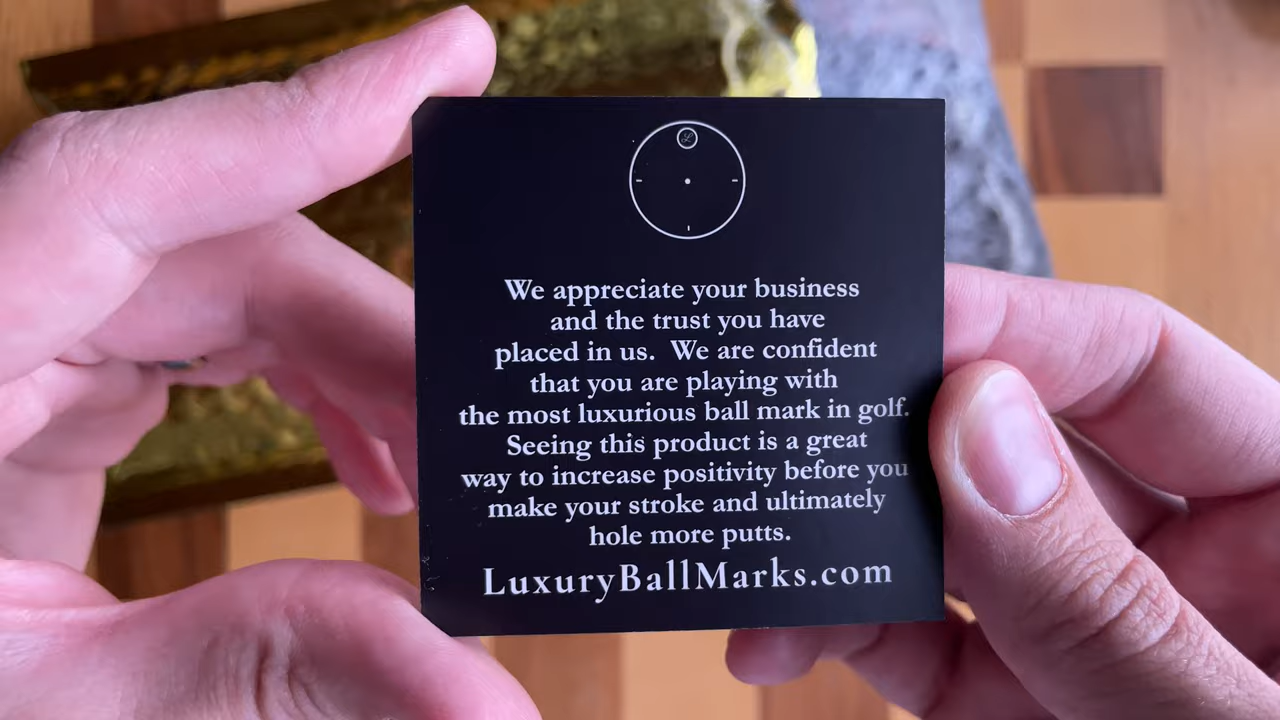 L
We appreciate your business
and the trust you have
placed in us.  We are confident
that you are playing with
the most luxurious ball mark in golf.
Seeing this product is a great
way to increase positivity before you
make your stroke and ultimately
hole more putts.
LuxuryBallMarks.com